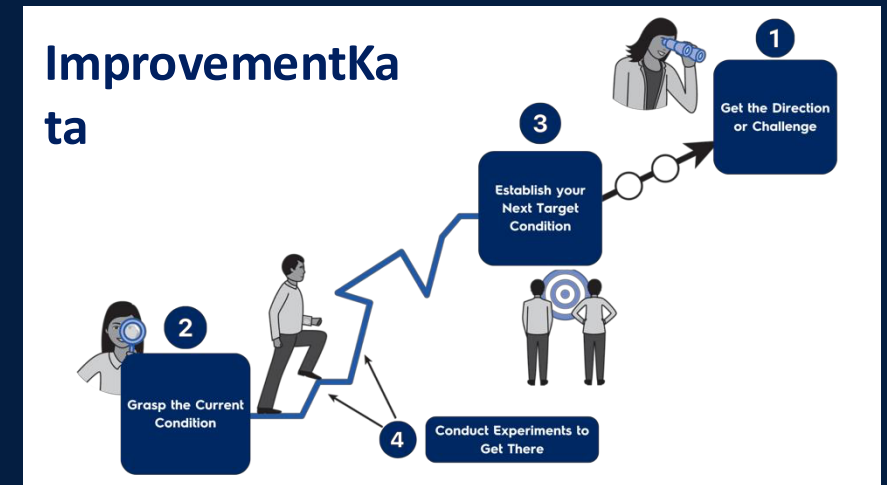 ImprovementKa
ta
1
Get the Direction
or Challenge
3
Establish your
Next Target
Condition
2
Grasp the Current
Condition
4
Conduct Experiments to
Get There